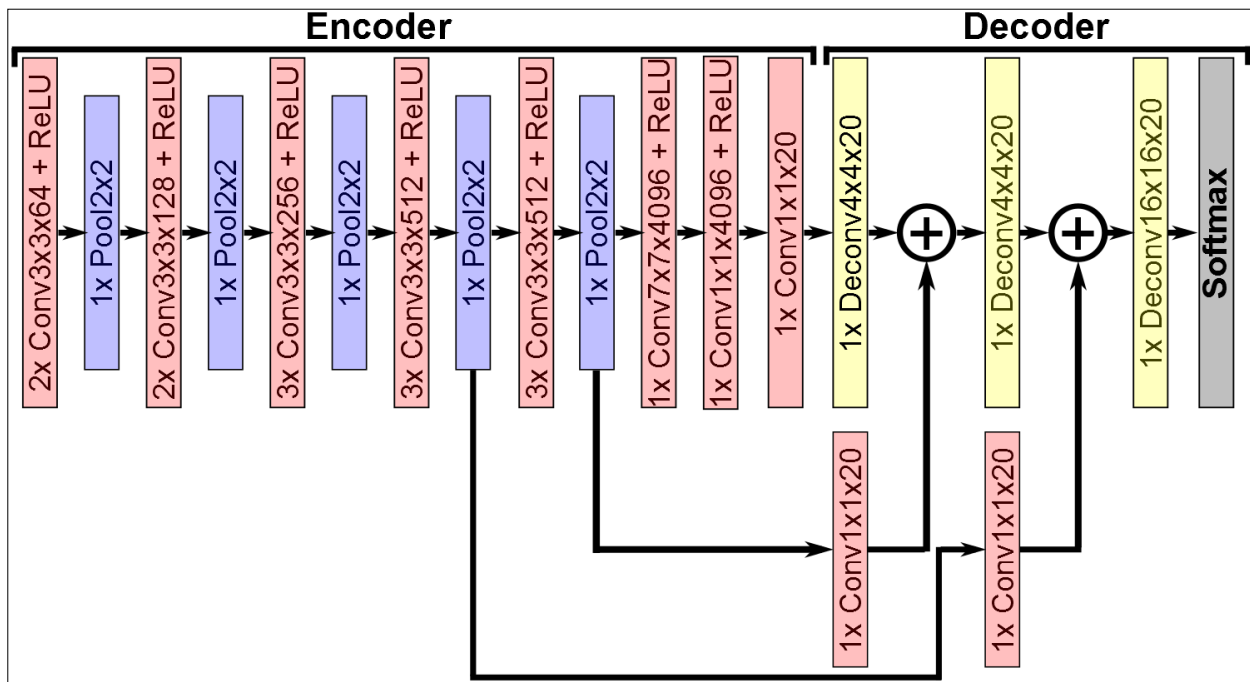 Encoder
Decoder
2x Conv3x3x64 + ReLU
1x Pool2x2
2x Conv3x3x128 + ReLU
1x Pool2x2
3x Conv3x3x256 + ReLU
1x Pool2x2
3x Conv3x3x512 + ReLU
1x Pool2x2
3x Conv3x3x512 + ReLU
1x Pool2x2
1x Conv7x7x4096 + ReLU
1x Conv1x1x4096 + ReLU
1x Conv1x1x20
1x Deconv4x4x20
+
1x Deconv4x4x20
+
1x Deconv16x16x20
Softmax
1x Conv1x1x20
1x Conv1x1x20